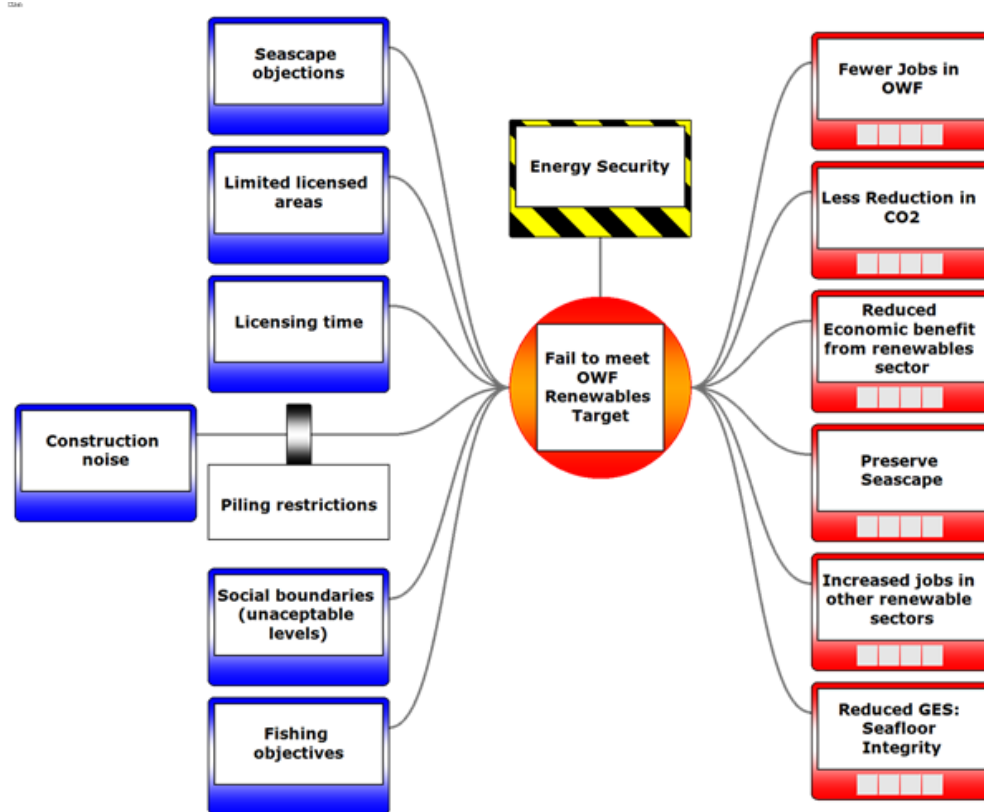 Seascape
objections
Limited licensed
areas
Licensing time
Construction
noise
Piling restrictions
Social boundaries
(unaceptable
levels)
Fishing
objectives
Energy Security
Fail to meet
OWF
Renewables
Target
Fewer Jobs in
OWF
Less Reduction in
CO2
Reduced
Economic benefit
from renewables
sector
Preserve
Seascape
Increased jobs in
other renewable
sectors
Reduced GES:
Seafloor
Integrity